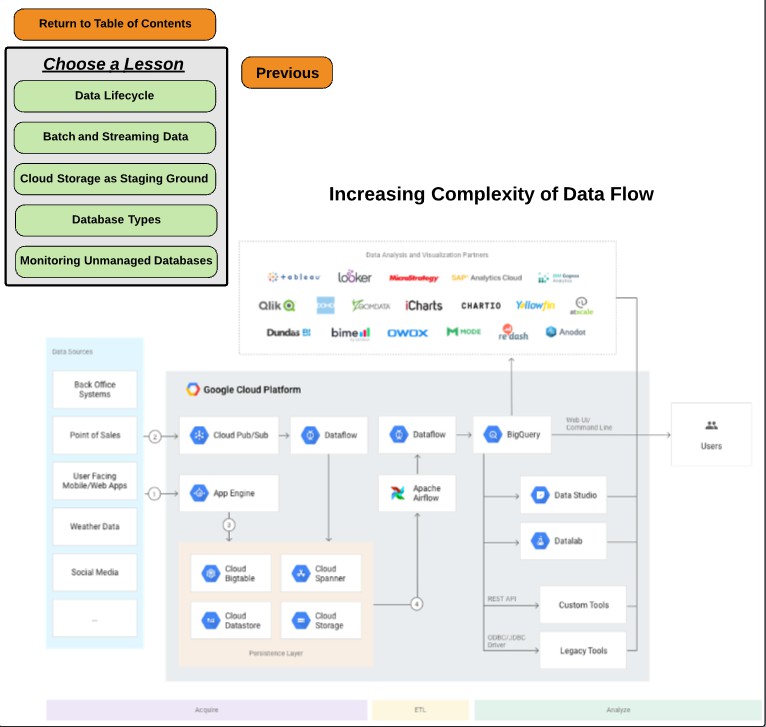 Return to Table of Contents
Choose a Lesson
Data Lifecycle
Batch and Streaming Data
Cloud Storage as Staging Ground
Database Types
Monitoring Unmanaged Databases
Previous
Increasing Complexity of Data Flow
Data Analysis and Visualization Partners
+ableau
looker
MicroStrategy
SAP Analytics Cloud
Qlik
DOMO
ZOOMDATA
iCharts
CHARTIO
Yellowfin
atscale
Dundas BI
bime
OWOX
MODE
re:dash
Anodot
Data Sources
Back Office
Systems
Point of Sales
User Facing
Mobile/Web Apps
Weather Data
Social Media
...
2
1
Google Cloud Platform
Cloud Pub/Sub
Dataflow
Dataflow
BigQuery
Web UI/
Command Line
Users
App Engine
Apache
Airflow
Data Studio
3
Datalab
Cloud
Bigtable
Cloud
Spanner
Cloud
Datastore
Cloud
Storage
Persistence Layer
4
REST API
Custom Tools
ODBC/JDBC
Driver
Legacy Tools
Acquire
ETL
Analyze